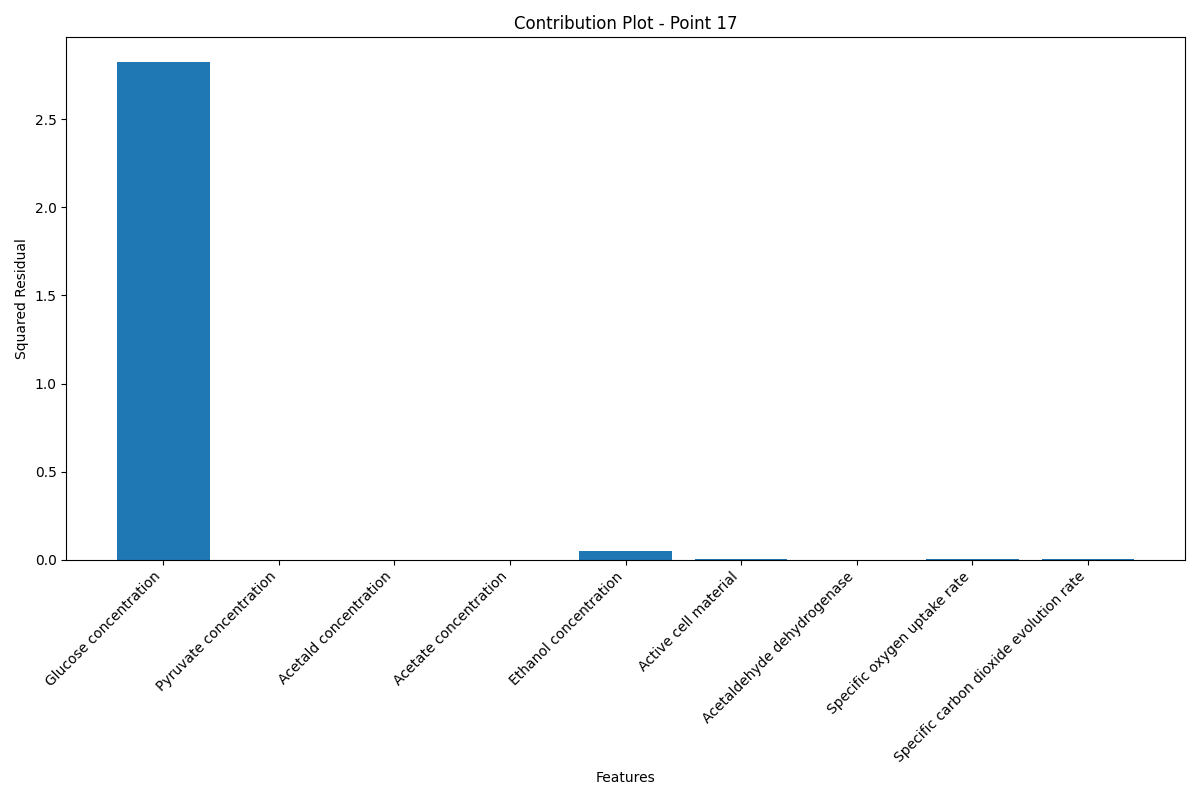 Contribution Plot - Point 17
Squared Residual
2.5
2.0
1.5
1.0
0.5
0.0
Glucose concentration
Pyruvate concentration
Acetald concentration
Acetate concentration
Ethanol concentration
Active cell material
Acetaldehyde dehydrogenase
Specific oxygen uptake rate
Specific carbon dioxide evolution rate
Features